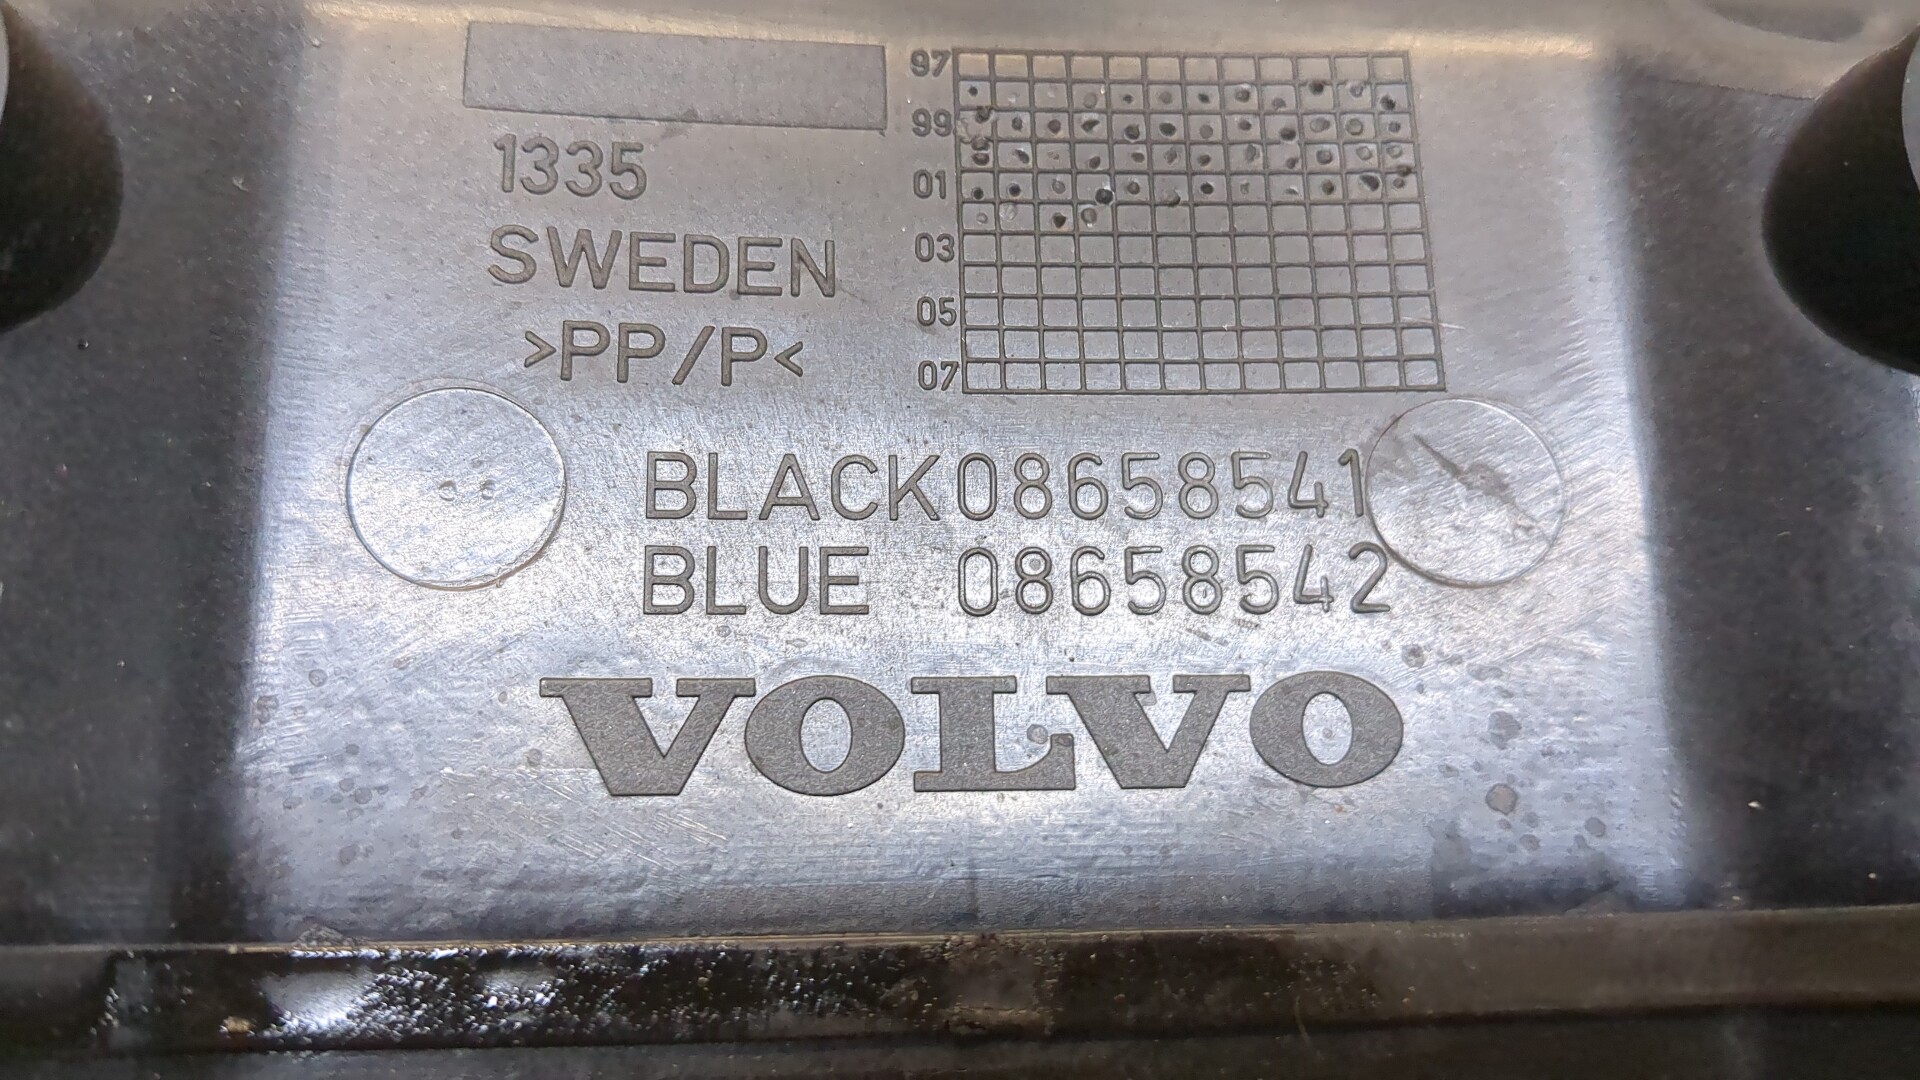 97
99
01
03
05
07
1335
SWEDEN
>PP/P<
BLACK08658541
BLUE 08658542
VOLVO